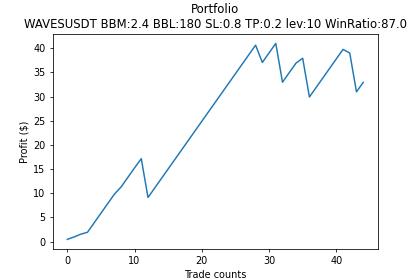 Portfolio
WAVESUSDT BBM:2.4 BBL:180 SL:0.8 TP:0.2 lev:10 WinRatio:87.0
40
35
30
25
20
15
10
5
0
Profit ($)
0 10 20 30 40
Trade counts